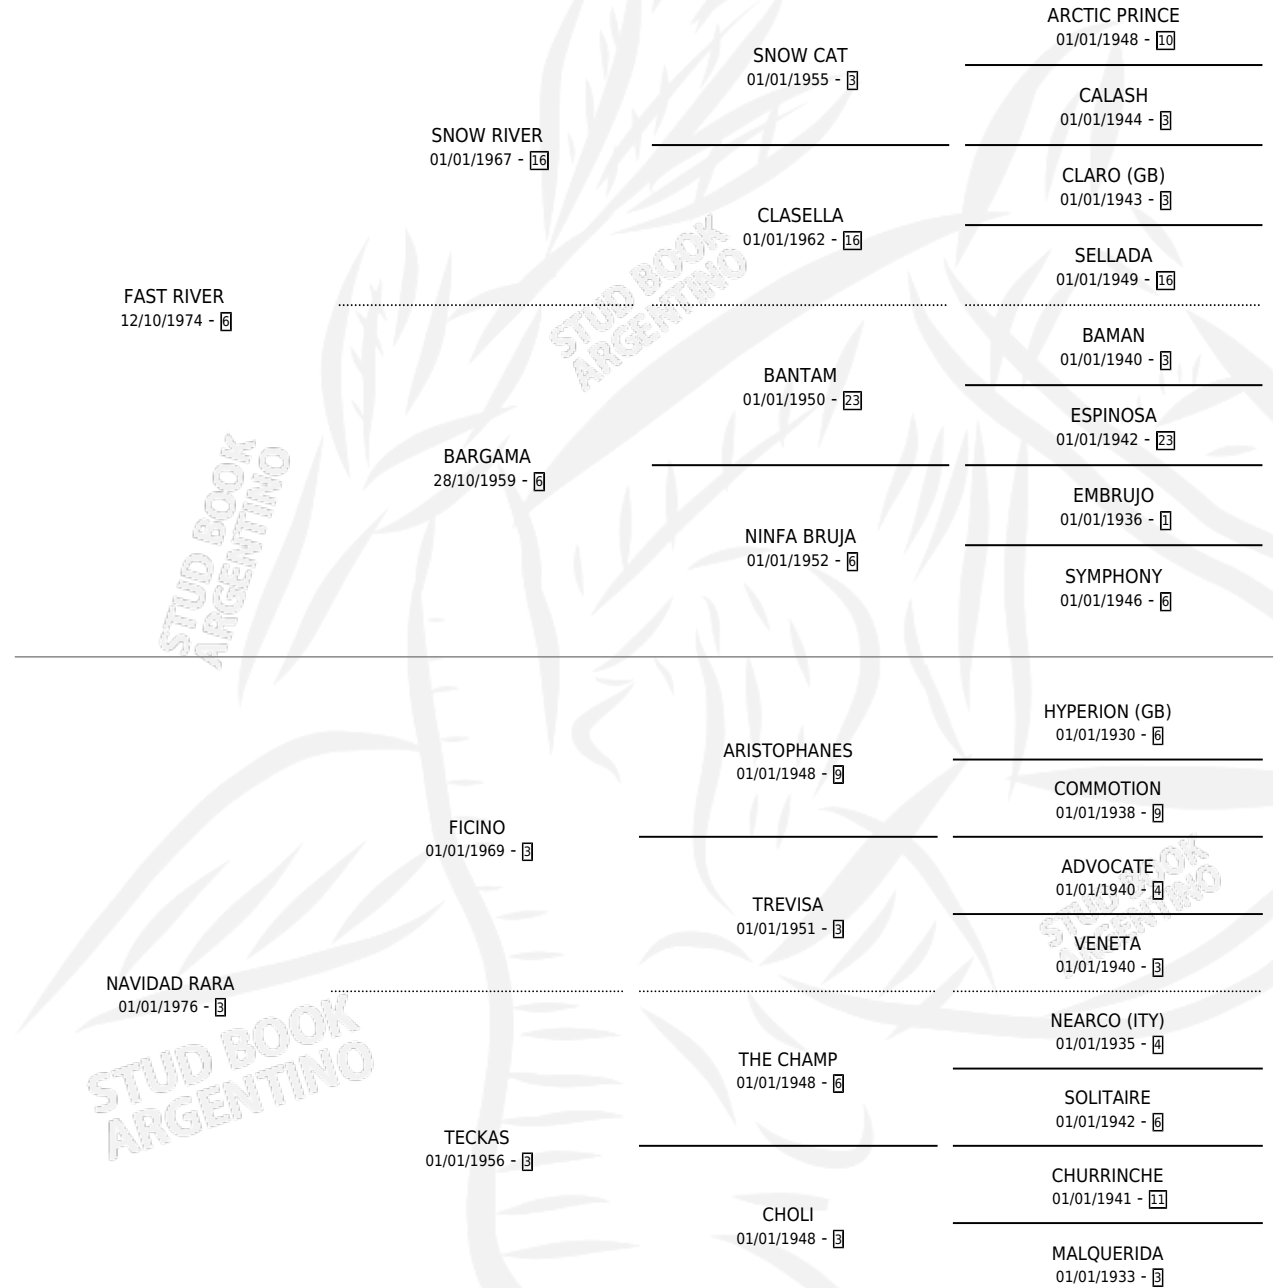 ARCTIC PRINCE
01/01/1948 - 10
SNOW CAT
01/01/1955 - 3
CALASH
01/01/1944 - 3
SNOW RIVER
01/01/1967 - 16
CLARO (GB)
01/01/1943 - 3
CLASELLA
01/01/1962 - 16
SELLADA
01/01/1949 - 16
FAST RIVER
12/10/1974 - 6
BAMAN
01/01/1940 - 3
BANTAM
01/01/1950 - 23
ESPINOSA
01/01/1942 - 23
BARGAMA
28/10/1959 - 6
EMBRUJO
01/01/1936 - 1
NINFA BRUJA
01/01/1952 - 6
SYMPHONY
01/01/1946 - 6
HYPERION (GB)
01/01/1930 - 6
ARISTOPHANES
01/01/1948 - 9
COMMOTION
01/01/1938 - 9
FICINO
01/01/1969 - 3
ADVOCATE
01/01/1940 - 4
TREVISA
01/01/1951 - 3
VENETA
01/01/1940 - 3
NAVIDAD RARA
01/01/1976 - 3
NEARCO (ITY)
01/01/1935 - 4
THE CHAMP
01/01/1948 - 6
SOLITAIRE
01/01/1942 - 6
TECKAS
01/01/1956 - 3
CHURRINCHE
01/01/1941 - 11
CHOLI
01/01/1948 - 3
MALQUERIDA
01/01/1933 - 3
STUD BOOK
ARGENTINO
STUD BOOK
ARGENTINO
STUD BOOK
ARGENTINO
STUD BOOK
ARGENTINO